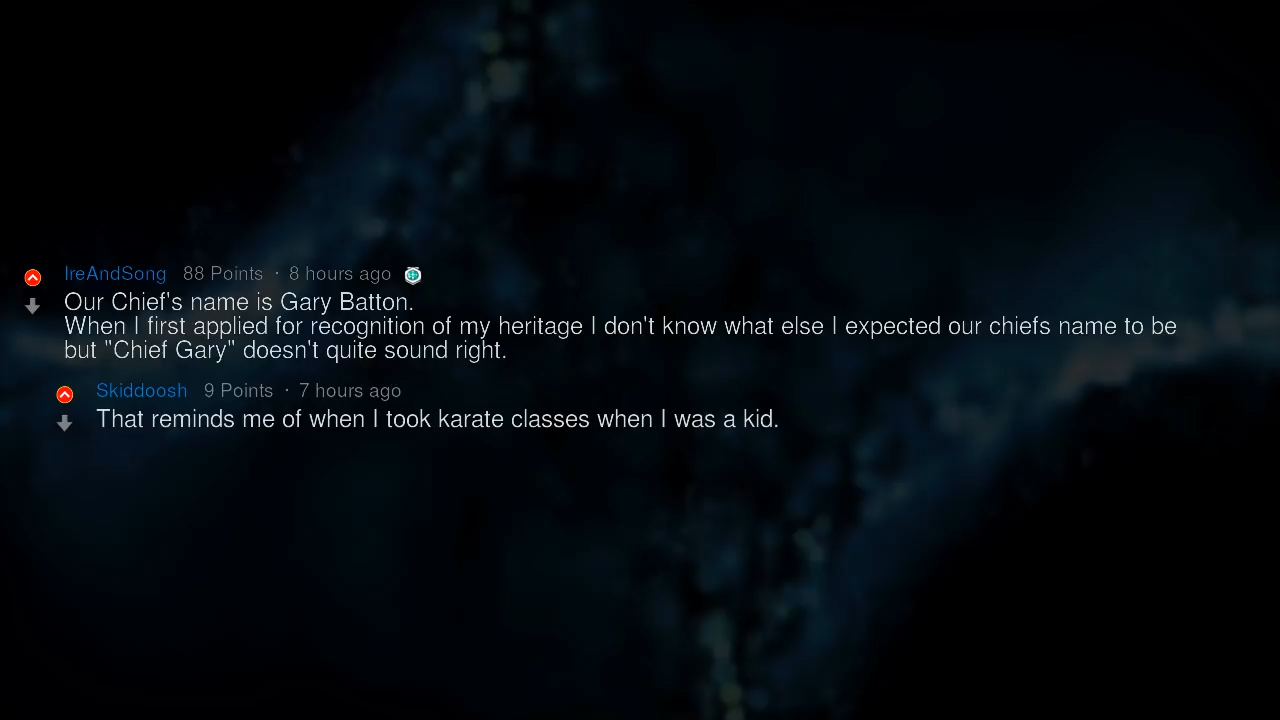 IreAndSong 88 Points · 8 hours ago
Our Chief's name is Gary Batton.
When I first applied for recognition of my heritage I don't know what else I expected our chiefs name to be
but "Chief Gary" doesn't quite sound right.
Skiddoosh 9 Points · 7 hours ago
That reminds me of when I took karate classes when I was a kid.